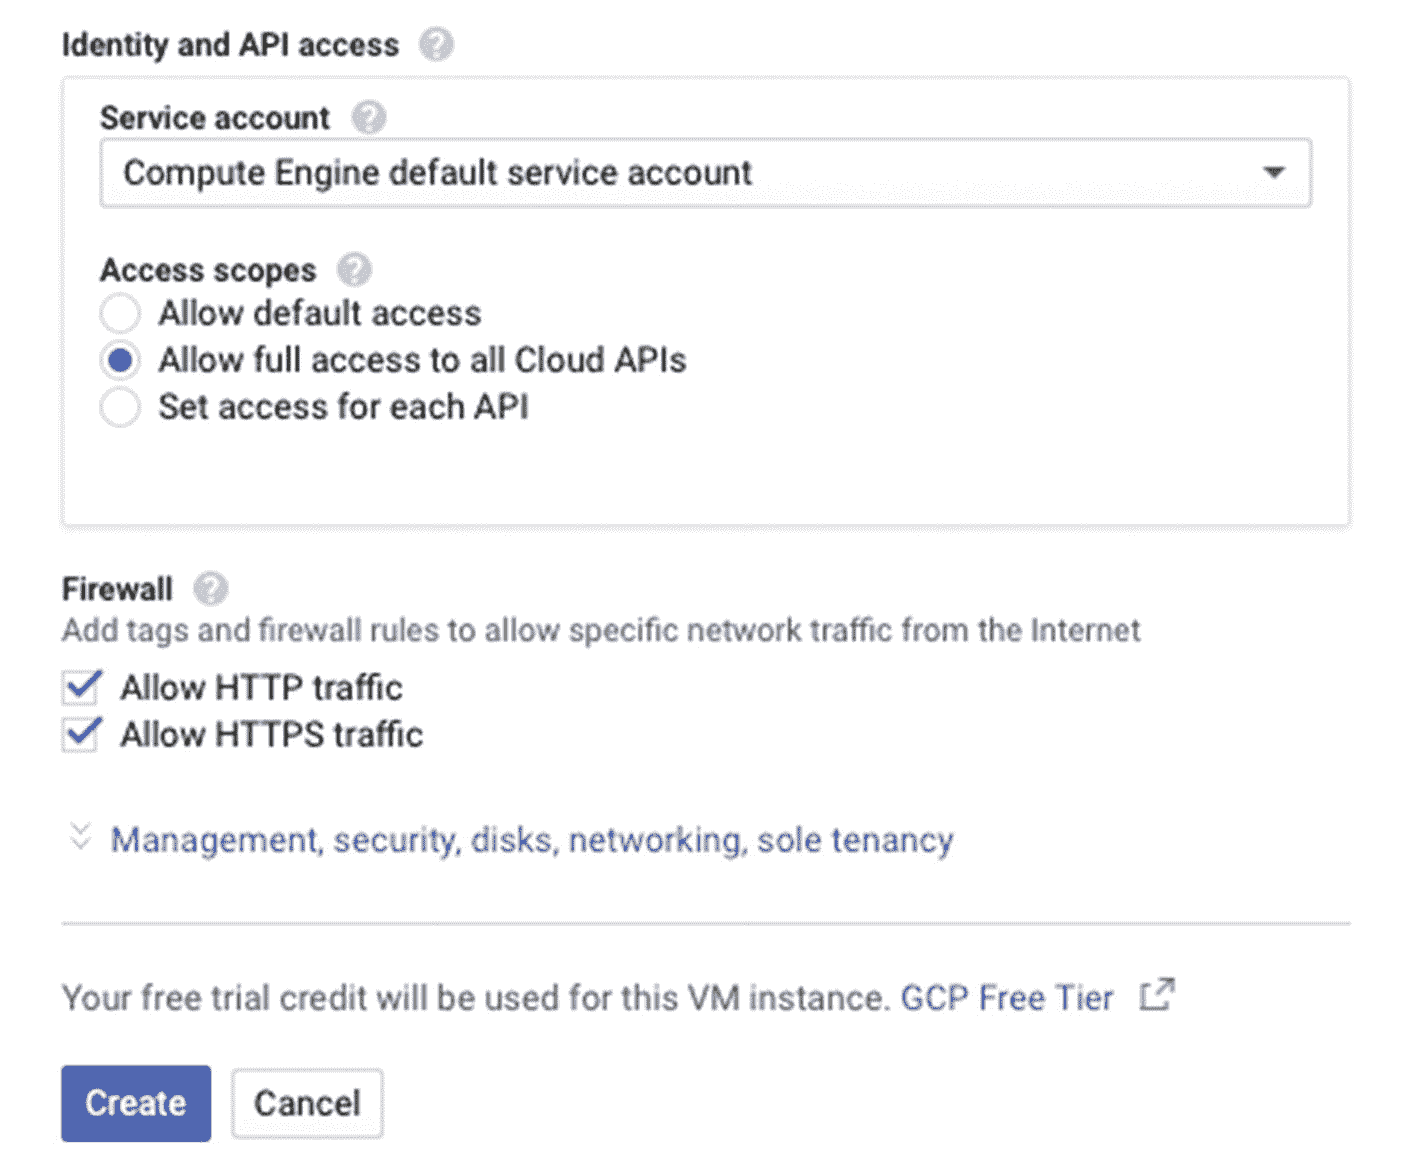 Identity and API access
Service account
Compute Engine default service account
Access scopes
Allow default access
Allow full access to all Cloud APIs
Set access for each API
Firewall
Add tags and firewall rules to allow specific network traffic from the Internet
Allow HTTP traffic
Allow HTTPS traffic
Management, security, disks, networking, sole tenancy
Your free trial credit will be used for this VM instance. GCP Free Tier
Create Cancel